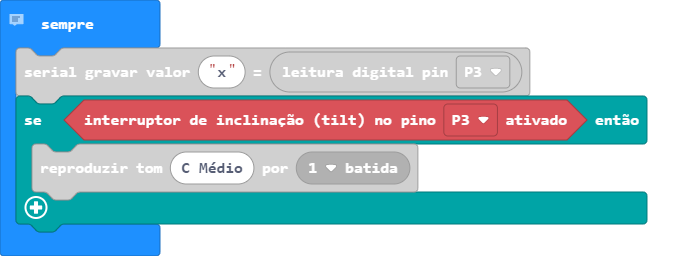 sempre
serial gravar valor "x" = leitura digital pin P3
se interruptor de inclinação (tilt) no pino P3 ativado então
reproduzir tom C Médio por 1 batida